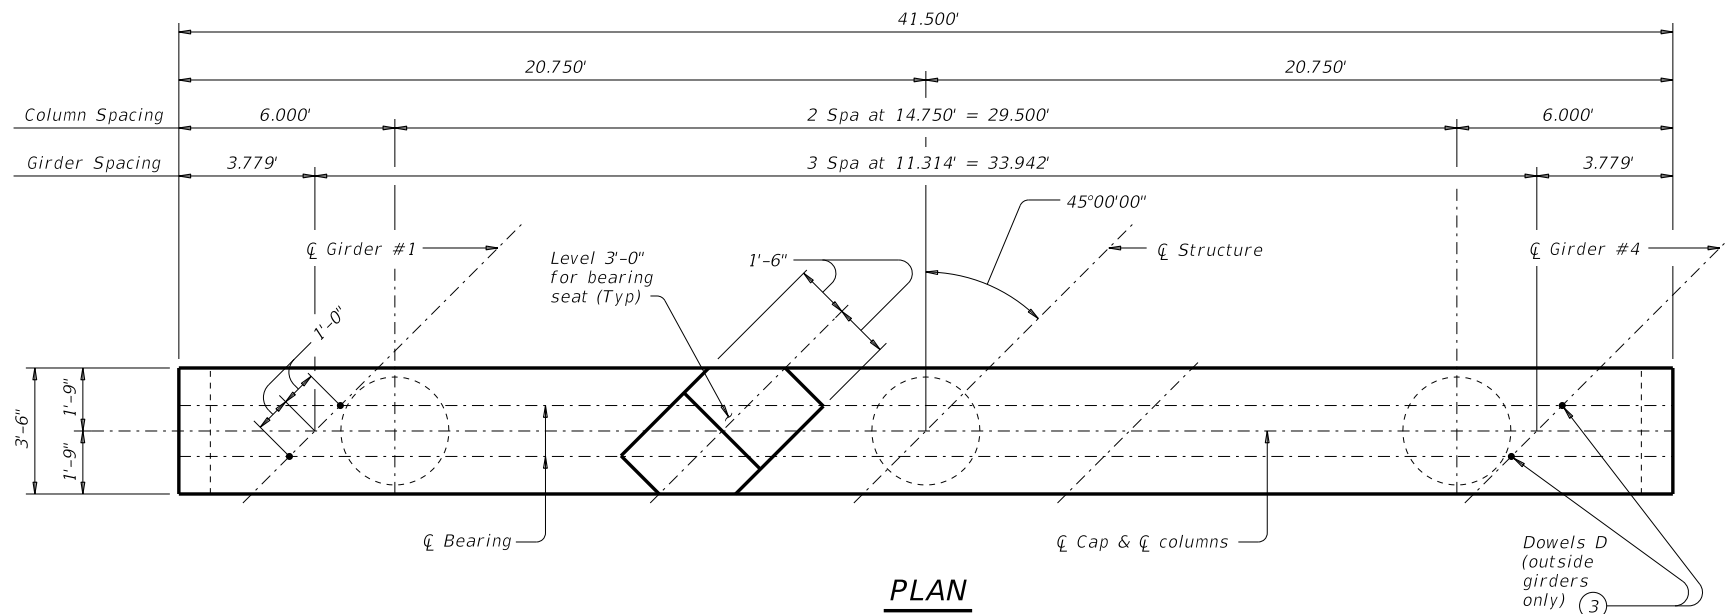 41.500'
20.750'
20.750'
Column Spacing
6.000'
2 Spa at 14.750' = 29.500'
6.000'
Girder Spacing
3.779'
3 Spa at 11.314' = 33.942'
3.779'
45°00'00"
℄ Girder #1
Level 3'-0"
for bearing
seat (Typ)
1'-6"
℄ Structure
℄ Girder #4
1'-0"
3'-6"
1'-9"
1'-9"
℄ Bearing
℄ Cap & ℄ columns
Dowels D
(outside
girders
only) 3
PLAN